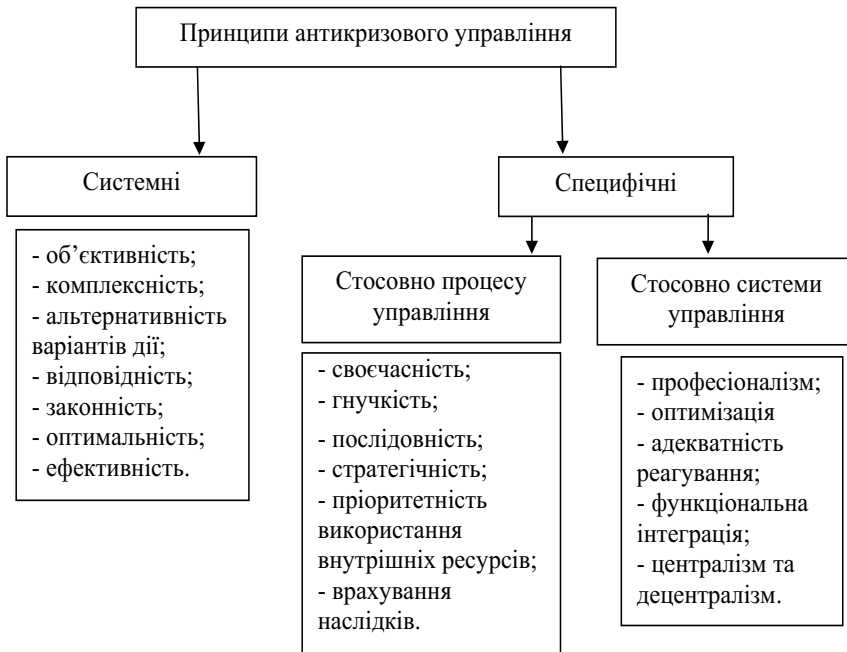 Принципи антикризового управління
Системні
Специфічні
- об’єктивність;
- комплексність;
- альтернативність
варіантів дії;
- відповідність;
- законність;
- оптимальність;
- ефективність.
Стосовно процесу
управління
- своєчасність;
- гнучкість;
- послідовність;
- стратегічність;
- пріоритетність
використання
внутрішніх ресурсів;
- врахування
наслідків.
Стосовно системи
управління
- професіоналізм;
- оптимізація
- адекватність
реагування;
- функціональна
інтеграція;
- централізм та
децентралізм.